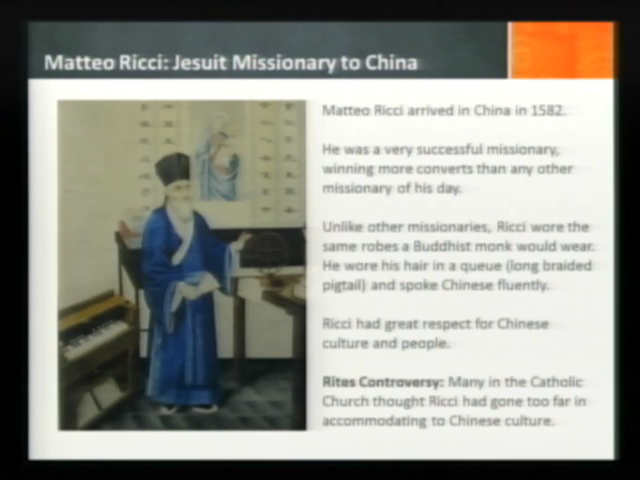 Matteo Ricci: Jesuit Missionary to China
Matteo Ricci arrived in China in 1582.
He was a very successful missionary,
winning more converts than any other
missionary of his day.
Unlike other missionaries, Ricci wore the
same robes a Buddhist monk would wear.
He wore his hair in a queue (long braided
pigtail) and spoke Chinese fluently.
Ricci had great respect for Chinese
culture and people.
Rites Controversy: Many in the Catholic
Church thought Ricci had gone too far in
accommodating to Chinese culture.